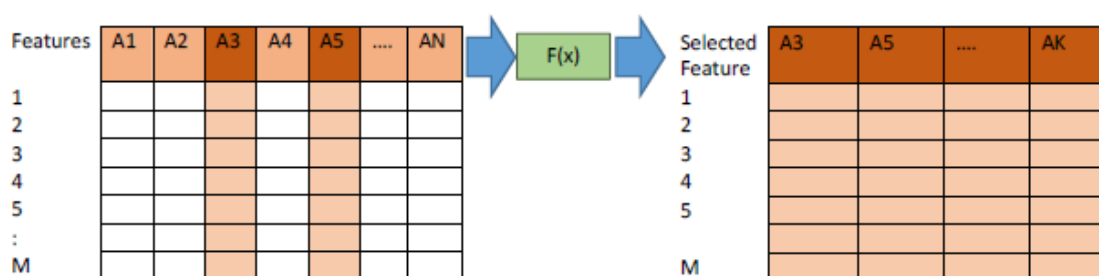 Features A1 A2 A3 A4 A5 .... AN
1
2
3
4
5
:
M
F(x)
Selected Feature A3 A5 .... AK
1
2
3
4
5
M